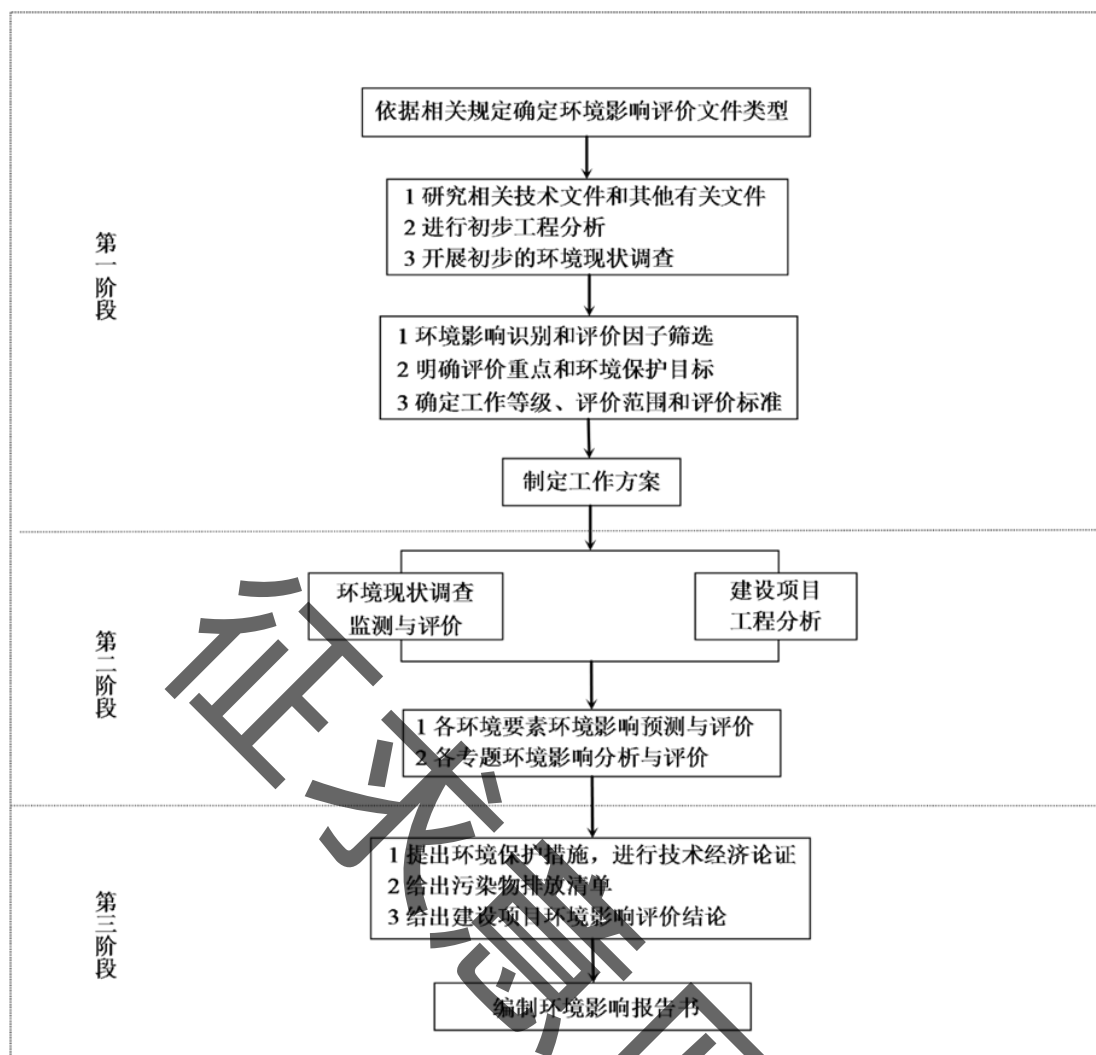 依据相关规定确定环境影响评价文件类型
1 研究相关技术文件和其他有关文件
2 进行初步工程分析
3 开展初步的环境现状调查
第一阶段
1 环境影响识别和评价因子筛选
2 明确评价重点和环境保护目标
3 确定工作等级、评价范围和评价标准
制定工作方案
环境现状调查
监测与评价
建设项目
工程分析
第二阶段
1 各环境要素环境影响预测与评价
2 各专题环境影响分析与评价
1 提出环境保护措施，进行技术经济论证
2 给出污染物排放清单
3 给出建设项目环境影响评价结论
第三阶段
编制环境影响报告书
征求意